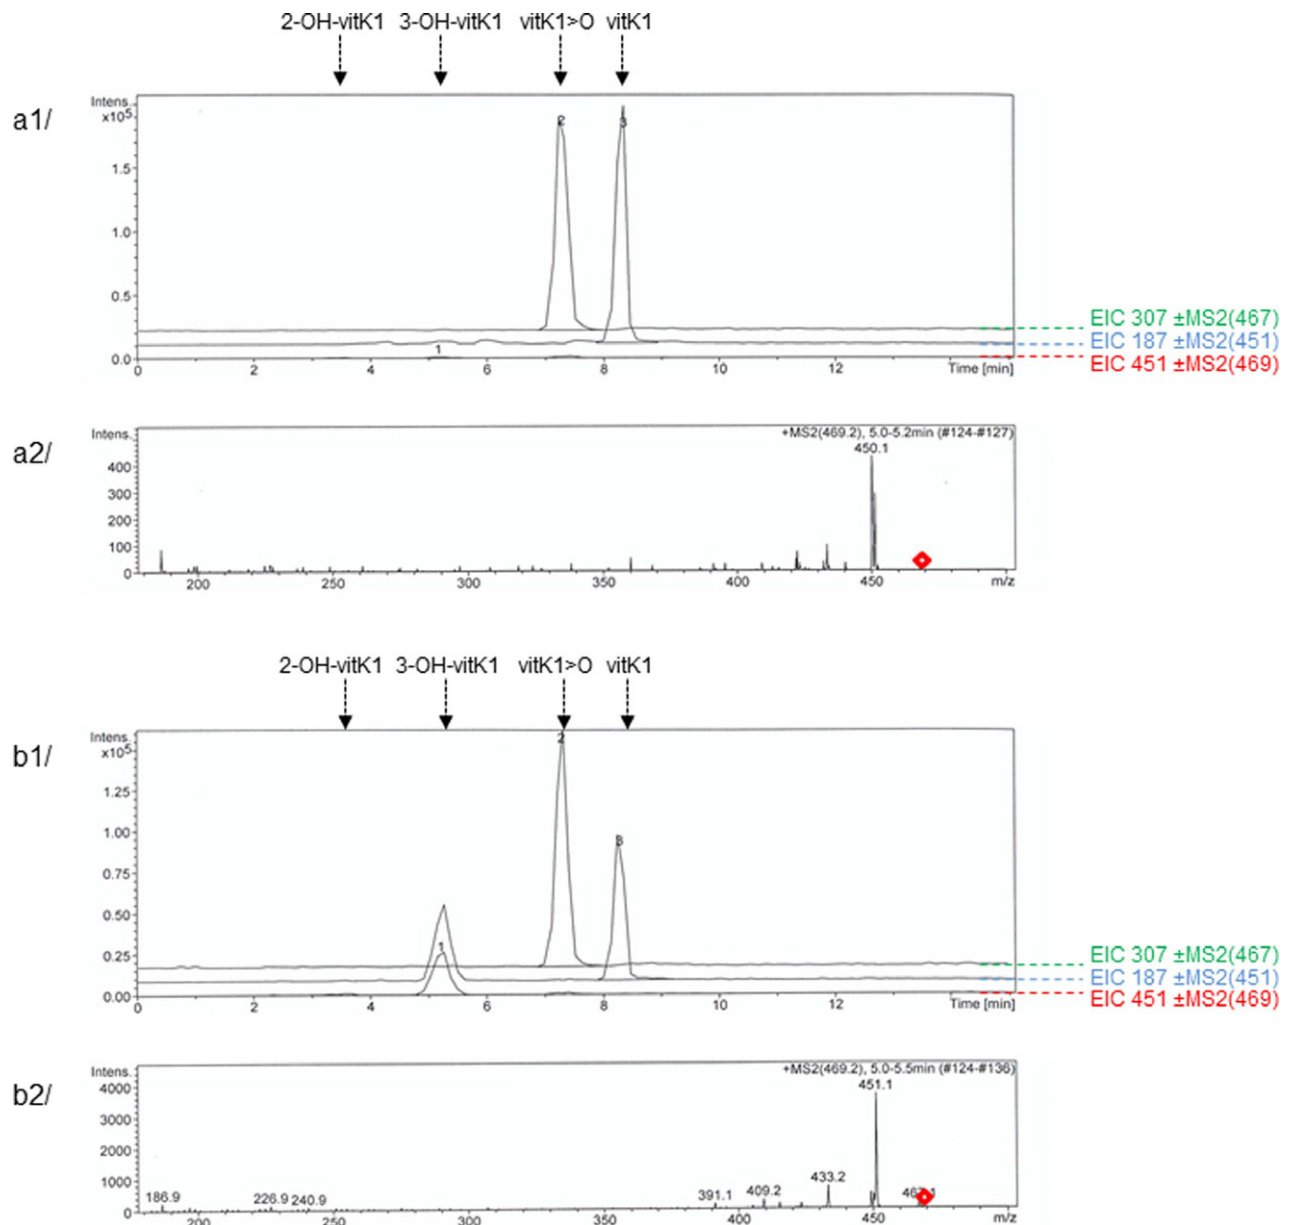 2-OH-vitK1 3-OH-vitK1 vitK1>O vitK1
a1/
Intens.
x10⁵
1.5
1.0
0.5
0.0
2
3
1
0 2 4 6 8 10 12 Time [min]
EIC 307 ±MS2(467)
EIC 187 ±MS2(451)
EIC 451 ±MS2(469)
a2/
Intens.
+MS2(469.2), 5.0-5.2min (#124-#127)
450.1
400
300
200
100
0
200 250 300 350 400 450 m/z
2-OH-vitK1 3-OH-vitK1 vitK1>O vitK1
b1/
Intens.
x10⁵
1.25
1.00
0.75
0.50
0.25
0.00
2
3
1
0 2 4 6 8 10 12 Time [min]
EIC 307 ±MS2(467)
EIC 187 ±MS2(451)
EIC 451 ±MS2(469)
b2/
Intens.
+MS2(469.2), 5.0-5.5min (#124-#136)
451.1
4000
3000
2000
1000
0
186.9 226.9 240.9 391.1 409.2 433.2
200 250 300 350 400 450 m/z